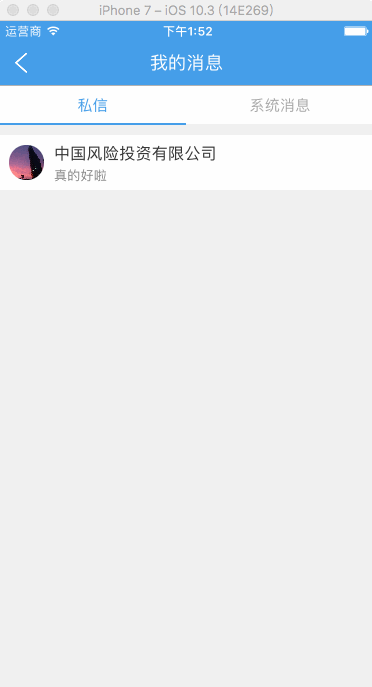 iPhone 7 – iOS 10.3 (14E269)
运营商 下午1:52
我的消息
私信 系统消息
中国风险投资有限公司
真的好啦